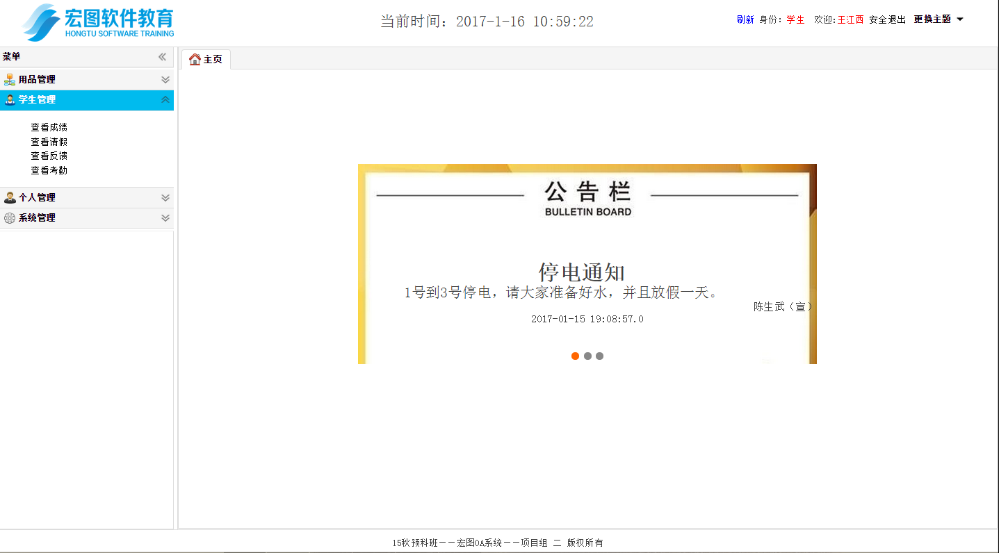 宏图软件教育
HONGTU SOFTWARE TRAINING
当前时间：2017-1-16 10:59:22
刷新 身份：学生 欢迎:王江西 安全退出 更换主题
菜单
主页
用品管理
学生管理
查看成绩
查看请假
查看反馈
查看考勤
个人管理
系统管理
公告栏
BULLETIN BOARD
停电通知
1号到3号停电，请大家准备好水，并且放假一天。
陈生武（宣）
2017-01-15 19:08:57.0
15秋预科班－－宏图OA系统－－项目组 二 版权所有